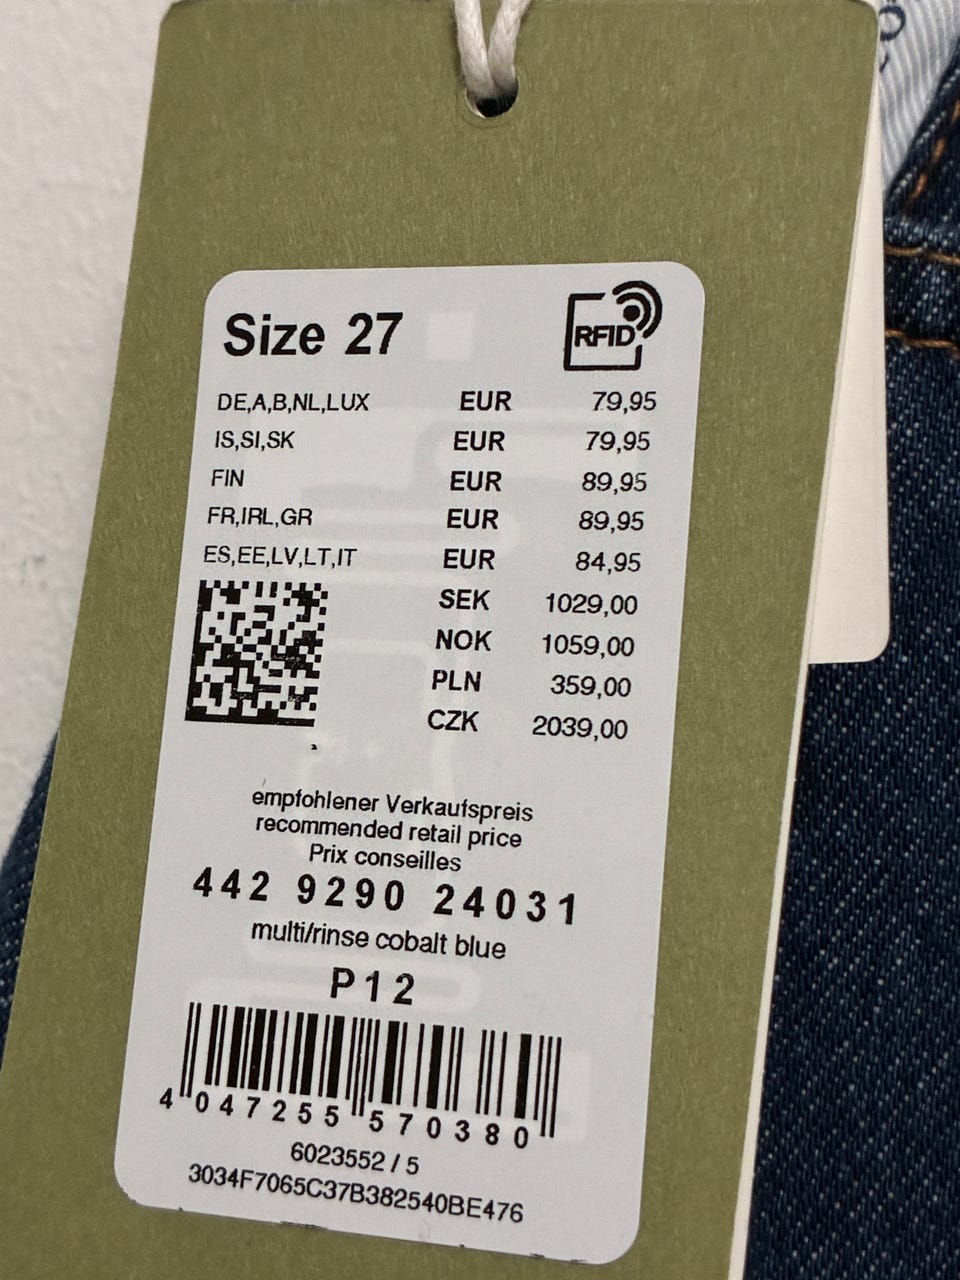 Size 27
RFID
DE,A,B,NL,LUX EUR 79,95
IS,SI,SK EUR 79,95
FIN EUR 89,95
FR,IRL,GR EUR 89,95
ES,EE,LV,LT,IT EUR 84,95
SEK 1029,00
NOK 1059,00
PLN 359,00
CZK 2039,00
empfohlener Verkaufspreis
recommended retail price
Prix conseilles
442 9290 24031
multi/rinse cobalt blue
P12
4 047255 570380
6023552 / 5
3034F7065C37B382540BE476